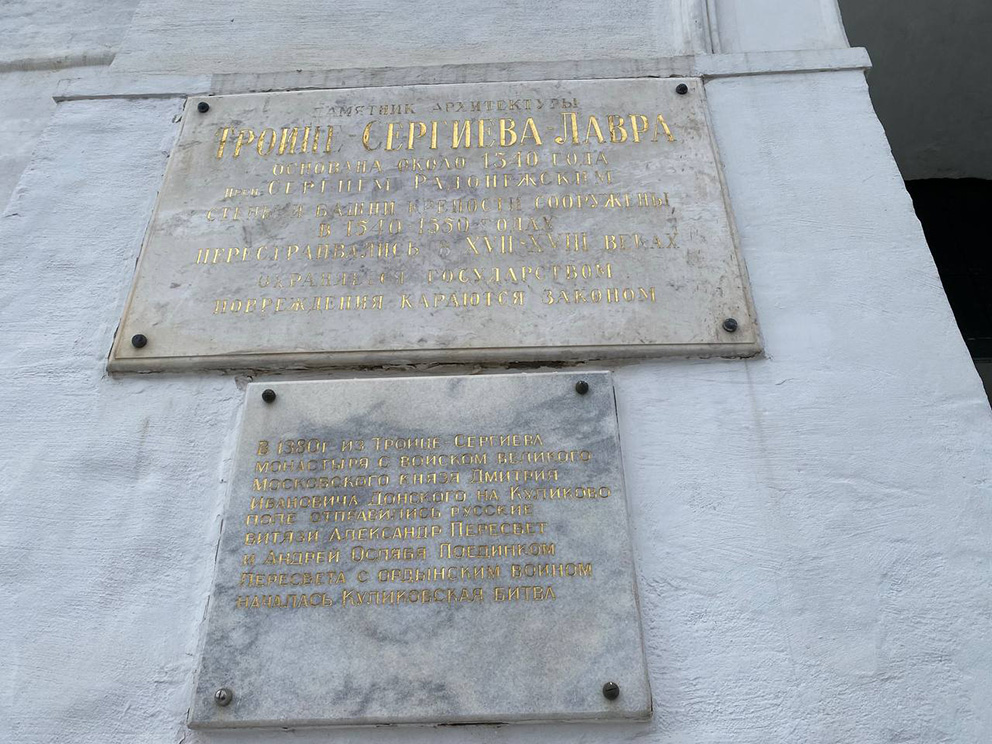 ПАМЯТНИК АРХИТЕКТУРЫ
ТРОИЦЕ-СЕРГИЕВА ЛАВРА
ОСНОВАНА ОКОЛО 1340 ГОДА
ПРЕП. СЕРГИЕМ РАДОНЕЖСКИМ
СТЕНЫ И БАШНИ КРЕПОСТИ СООРУЖЕНЫ
В 1540-1550 ГОДАХ
ПЕРЕСТРАИВАЛИСЬ В XVII-XVIII ВЕКАХ
ОХРАНЯЕТСЯ ГОСУДАРСТВОМ
ПОВРЕЖДЕНИЯ КАРАЮТСЯ ЗАКОНОМ
В 1380 Г. ИЗ ТРОИЦЕ-СЕРГИЕВА
МОНАСТЫРЯ С ВОЙСКОМ ВЕЛИКОГО
МОСКОВСКОГО КНЯЗЯ ДМИТРИЯ
ИВАНОВИЧА ДОНСКОГО НА КУЛИКОВО
ПОЛЕ ОТПРАВИЛИСЬ РУССКИЕ
ВИТЯЗИ АЛЕКСАНДР ПЕРЕСВЕТ
И АНДРЕЙ ОСЛЯБЯ ПОЕДИНКОМ
ПЕРЕСВЕТА С ОРДЫНСКИМ ВОИНОМ
НАЧАЛАСЬ КУЛИКОВСКАЯ БИТВА